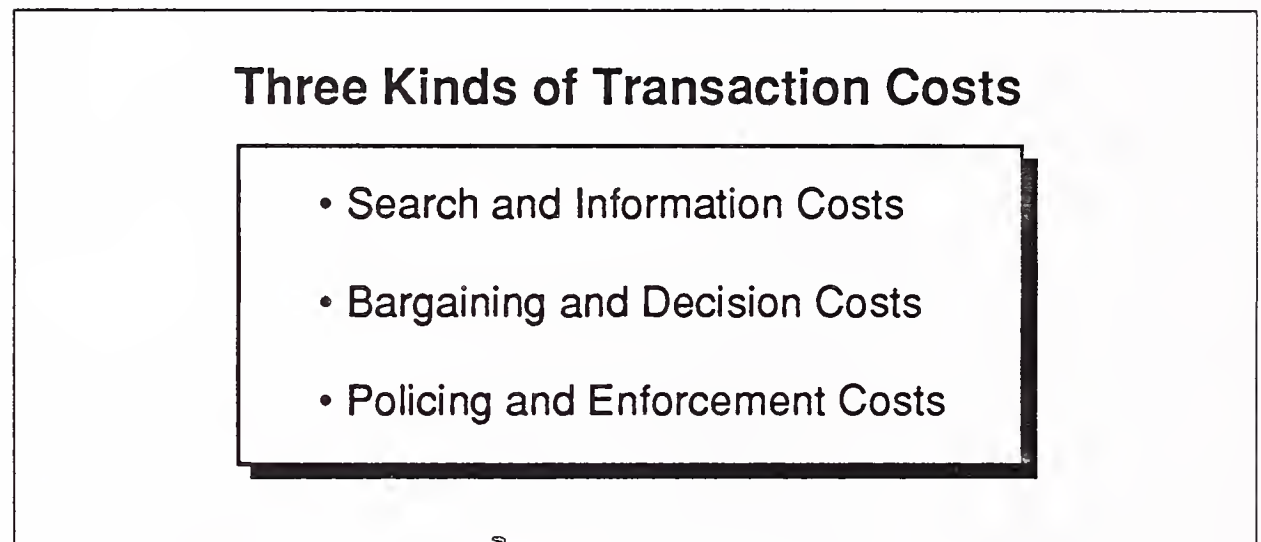 Three Kinds of Transaction Costs
• Search and Information Costs
• Bargaining and Decision Costs
• Policing and Enforcement Costs